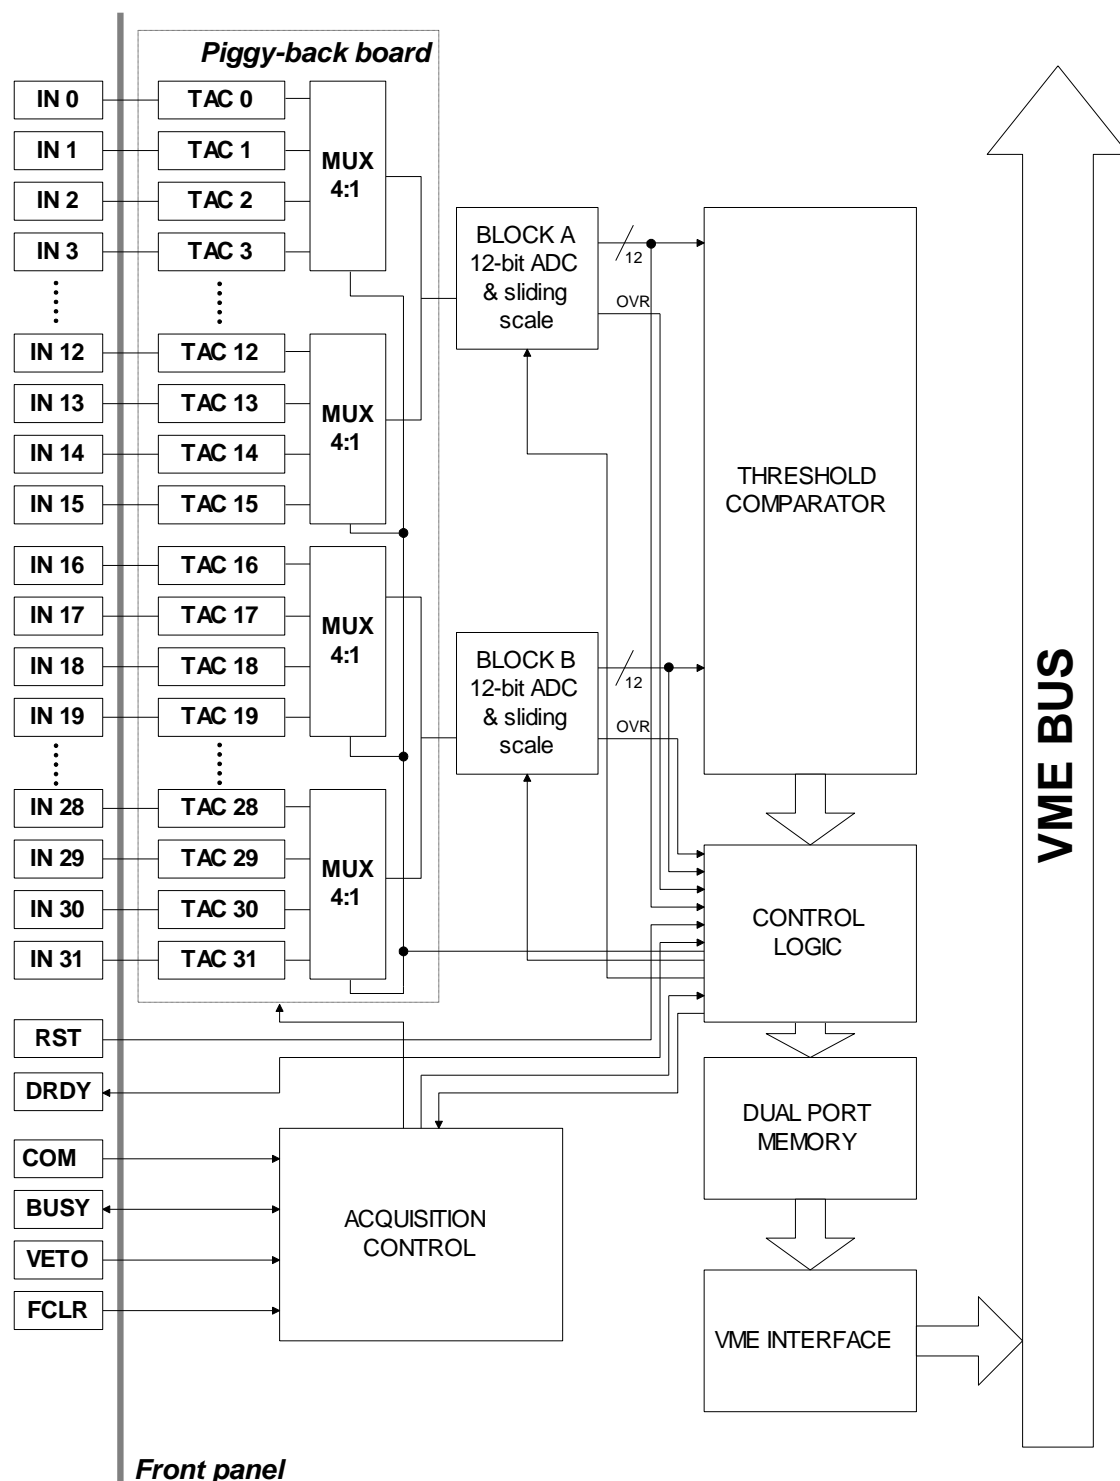 Piggy-back board
IN 0
TAC 0
IN 1
TAC 1
IN 2
TAC 2
IN 3
TAC 3
MUX
4:1
IN 12
TAC 12
IN 13
TAC 13
IN 14
TAC 14
IN 15
TAC 15
MUX
4:1
IN 16
TAC 16
IN 17
TAC 17
IN 18
TAC 18
IN 19
TAC 19
MUX
4:1
IN 28
TAC 28
IN 29
TAC 29
IN 30
TAC 30
IN 31
TAC 31
MUX
4:1
BLOCK A
12-bit ADC
& sliding
scale
12
OVR
BLOCK B
12-bit ADC
& sliding
scale
12
OVR
THRESHOLD
COMPARATOR
CONTROL
LOGIC
DUAL PORT
MEMORY
VME INTERFACE
VME BUS
RST
DRDY
COM
BUSY
VETO
FCLR
ACQUISITION
CONTROL
Front panel